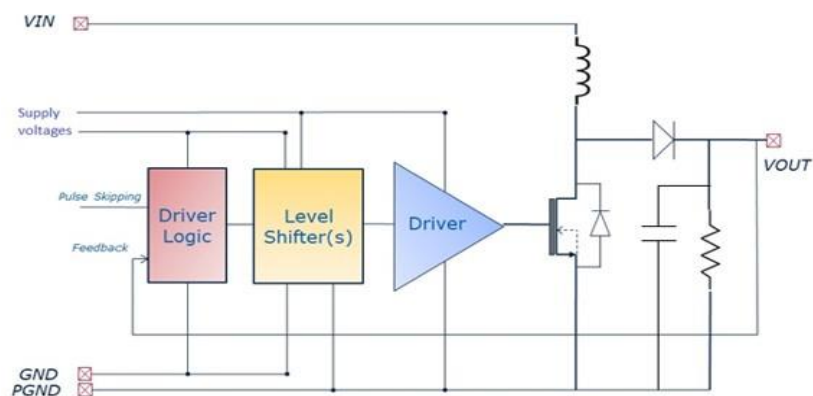 VIN
Supply
voltages
VOUT
Pulse Skipping
Driver
Logic
Level
Shifter(s)
Driver
Feedback
GND
PGND